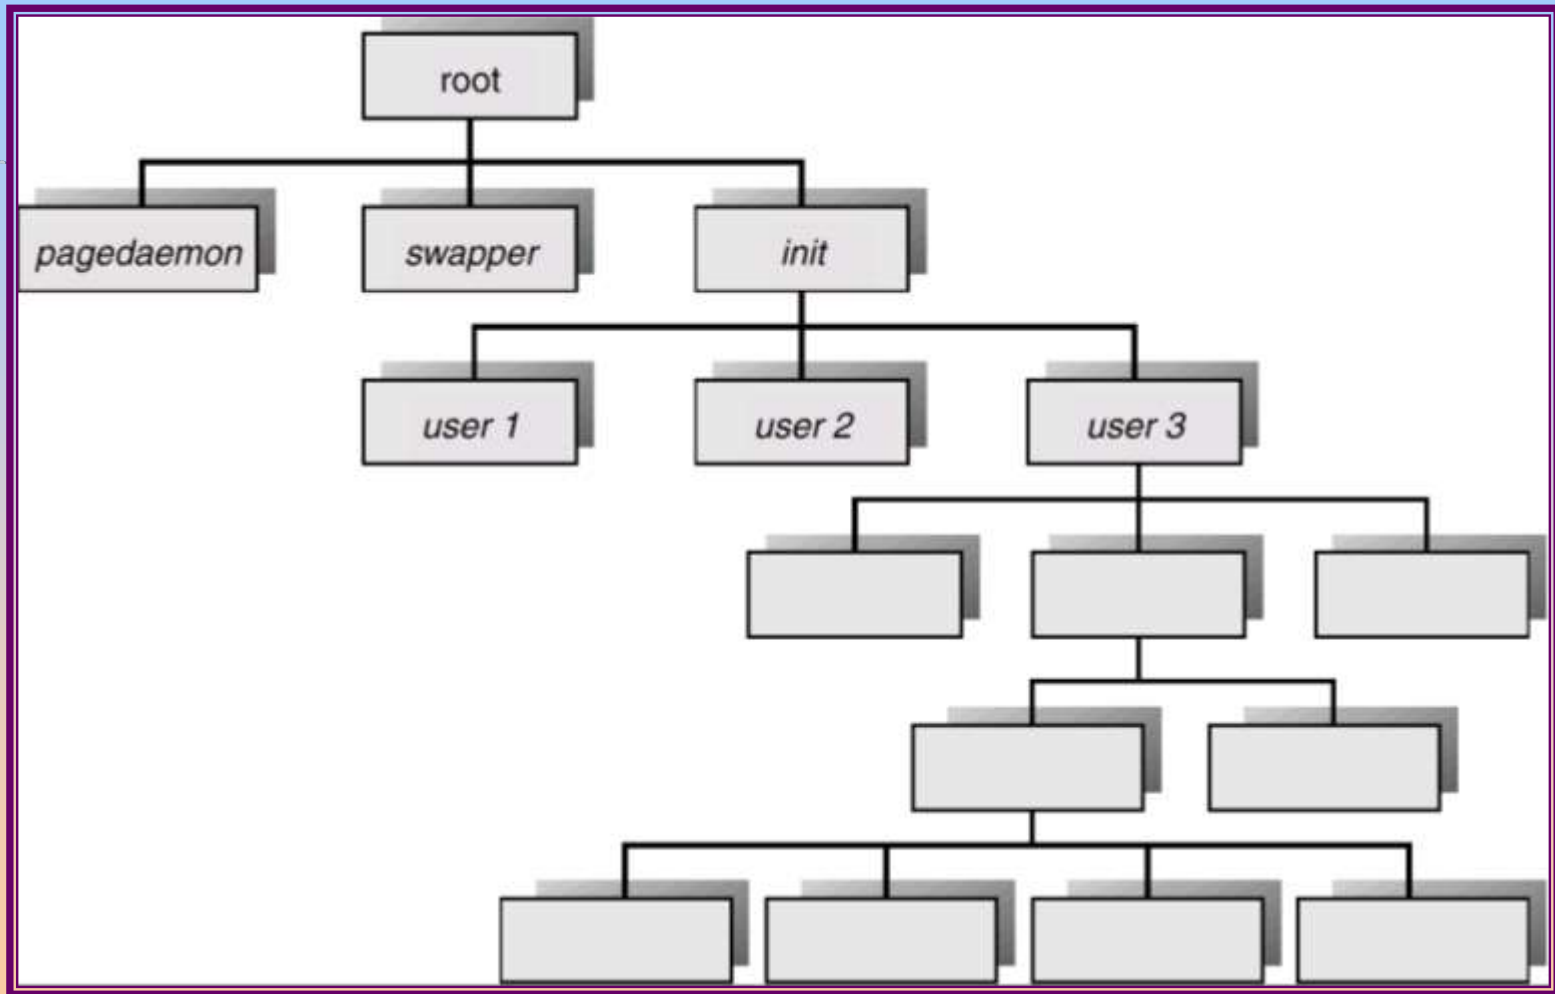 root
pagedaemon
swapper
init
user 1
user 2
user 3